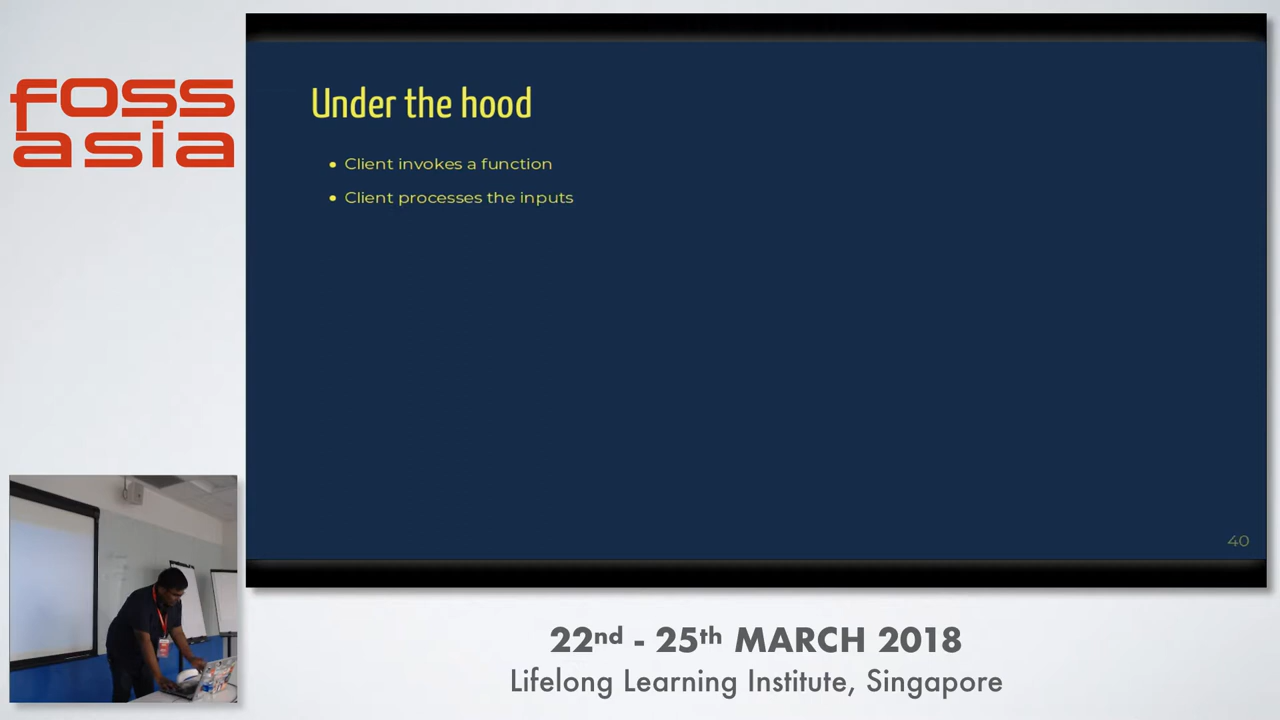 foss
asia
Under the hood
• Client invokes a function
• Client processes the inputs
40
22nd - 25th MARCH 2018
Lifelong Learning Institute, Singapore